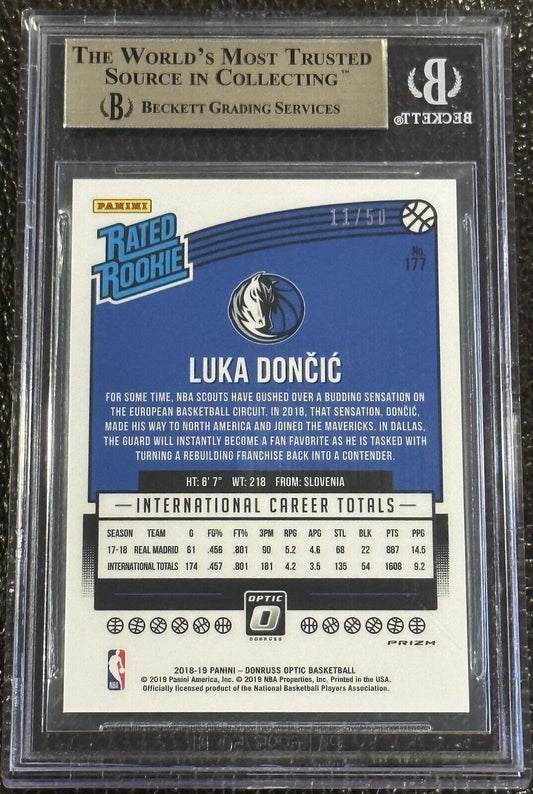 THE WORLD'S MOST TRUSTED
SOURCE IN COLLECTING™
B BECKETT GRADING SERVICES
B
BECKETT®
PANINI
RATED
ROOKIE
11/50
No.
177
LUKA DONČIĆ
FOR SOME TIME, NBA SCOUTS HAVE GUSHED OVER A BUDDING SENSATION ON
THE EUROPEAN BASKETBALL CIRCUIT. IN 2018, THAT SENSATION, DONČIĆ,
MADE HIS WAY TO NORTH AMERICA AND JOINED THE MAVERICKS. IN DALLAS,
THE GUARD WILL INSTANTLY BECOME A FAN FAVORITE AS HE IS TASKED WITH
TURNING A REBUILDING FRANCHISE BACK INTO A CONTENDER.
HT: 6' 7" WT: 218 FROM: SLOVENIA
INTERNATIONAL CAREER TOTALS
SEASON TEAM G FG% FT% 3PM RPG APG STL BLK PTS PPG
17-18 REAL MADRID 61 .456 .801 90 5.2 4.6 68 22 887 14.5
INTERNATIONAL TOTALS 174 .457 .801 181 4.2 3.5 135 54 1608 9.2
OPTIC
DONRUSS
PRIZM
NBA
2018-19 PANINI – DONRUSS OPTIC BASKETBALL
© 2019 Panini America, Inc. © 2019 NBA Properties, Inc. Printed in the USA.
Officially licensed product of the National Basketball Players Association.